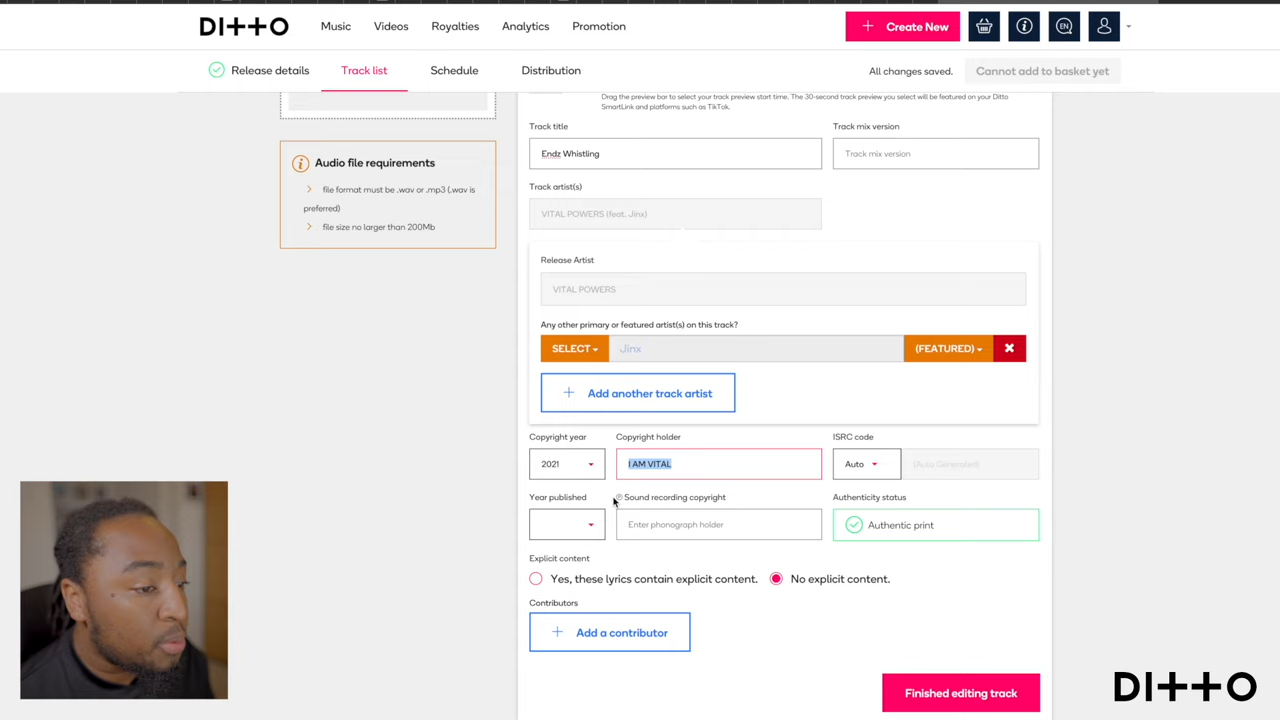 DITTO
Music
Videos
Royalties
Analytics
Promotion
+ Create New
EN
Release details
Track list
Schedule
Distribution
All changes saved.
Cannot add to basket yet
Drag the preview bar to select your track preview start time. The 30-second track preview you select will be featured on your Ditto
SmartLink and platforms such as TikTok.
Audio file requirements
file format must be .wav or .mp3 (.wav is
preferred)
file size no larger than 200Mb
Track title
Track mix version
Endz Whistling
Track mix version
Track artist(s)
VITAL POWERS (feat. Jinx)
Release Artist
VITAL POWERS
Any other primary or featured artist(s) on this track?
SELECT
Jinx
(FEATURED)
+ Add another track artist
Copyright year
Copyright holder
ISRC code
2021
I AM VITAL
Auto
(Auto Generated)
Year published
℗ Sound recording copyright
Authenticity status
Enter phonograph holder
Authentic print
Explicit content
Yes, these lyrics contain explicit content.
No explicit content.
Contributors
+ Add a contributor
Finished editing track
DITTO